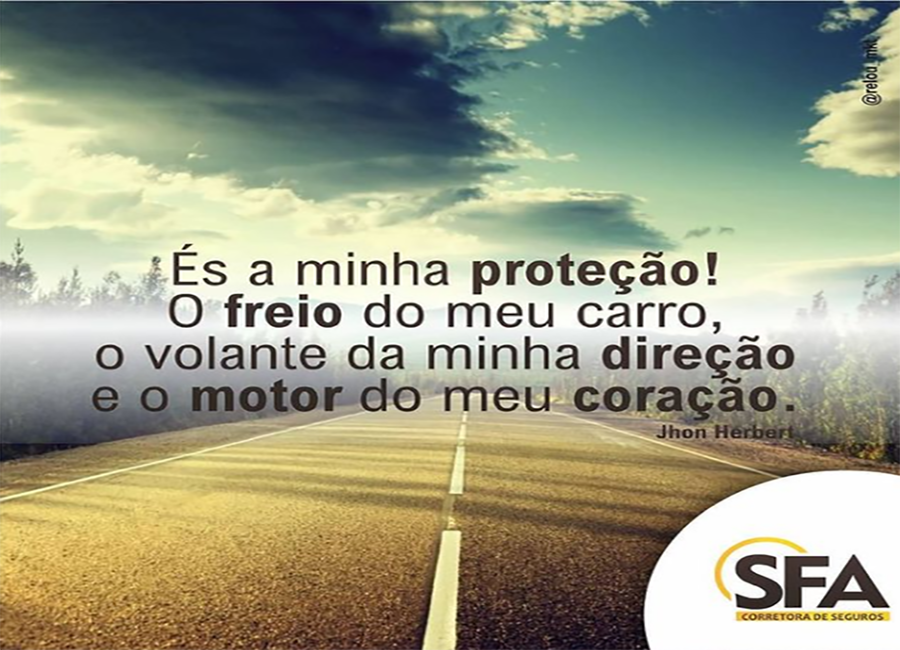 @relou_mkt
És a minha proteção!
O freio do meu carro,
o volante da minha direção
e o motor do meu coração.
Jhon Herbert
SFA
CORRETORA DE SEGUROS